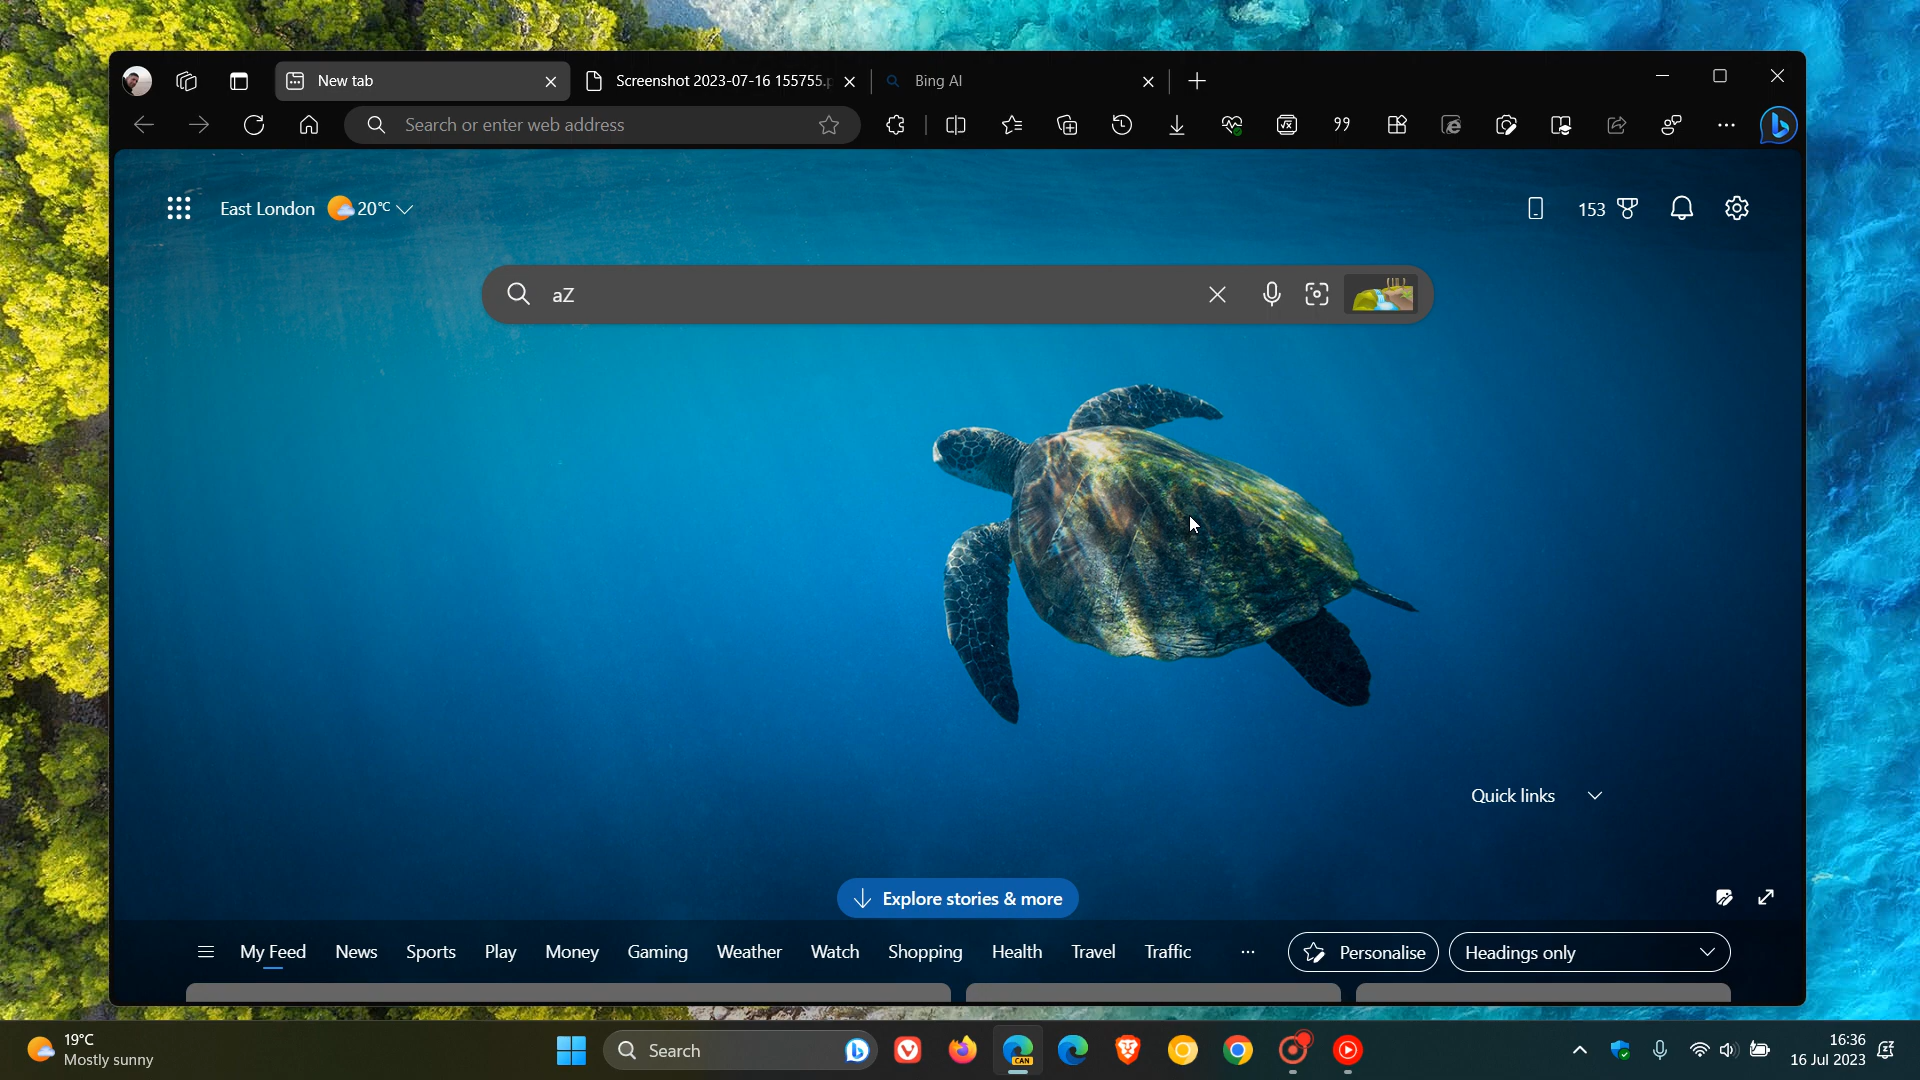 New tab
Screenshot 2023-07-16 155755.p
Bing AI
Search or enter web address
East London
20°C
153
aZ
Quick links
Explore stories & more
My Feed
News
Sports
Play
Money
Gaming
Weather
Watch
Shopping
Health
Travel
Traffic
Personalise
Headings only
19°C
Mostly sunny
Search
CAN
16:36
16 Jul 2023